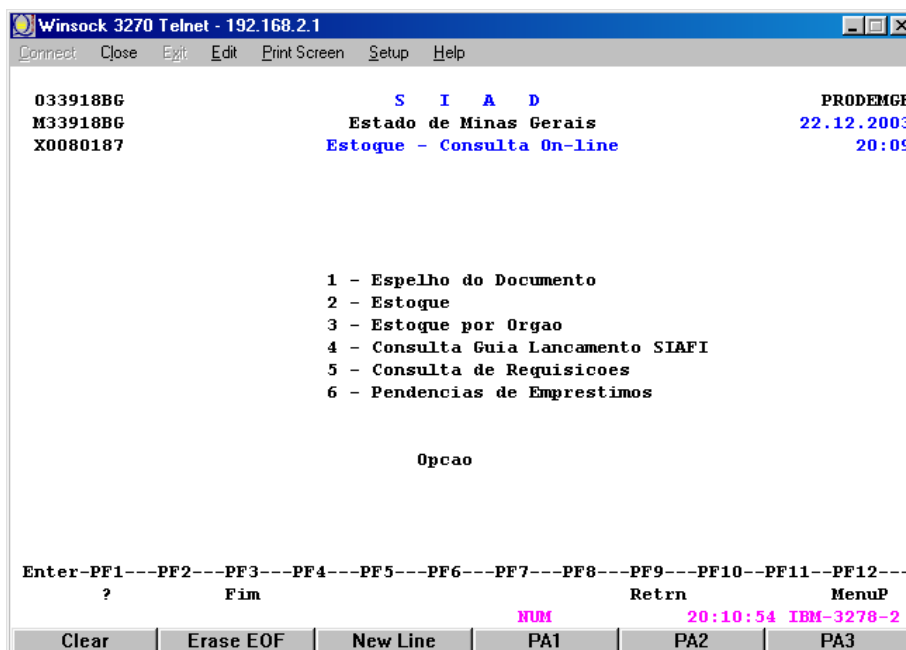 Winsock 3270 Telnet - 192.168.2.1
Connect Close Exit Edit Print Screen Setup Help
033918BG S I A D PRODEMGE
M33918BG Estado de Minas Gerais 22.12.2003
X0080187 Estoque - Consulta On-line 20:09
1 - Espelho do Documento
2 - Estoque
3 - Estoque por Orgao
4 - Consulta Guia Lancamento SIAFI
5 - Consulta de Requisicoes
6 - Pendencias de Emprestimos
Opcao
Enter-PF1---PF2---PF3---PF4---PF5---PF6---PF7---PF8---PF9---PF10--PF11--PF12---
? Fim Retrn MenuP
NUM 20:10:54 IBM-3278-2
Clear Erase EOF New Line PA1 PA2 PA3